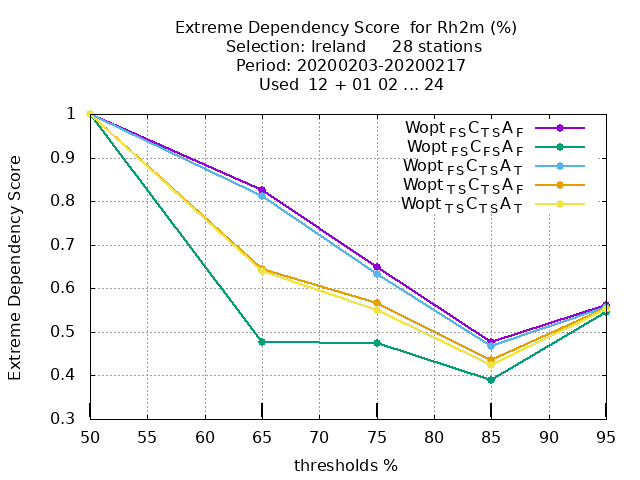 Extreme Dependency Score  for Rh2m (%)
Selection: Ireland     28 stations
Period: 20200203-20200217
Used  12 + 01 02 ... 24
Wopt FS C TS A F
Wopt FS C FS A F
Wopt FS C TS A T
Wopt TS C TS A F
Wopt TS C TS A T
Extreme Dependency Score
1
0.9
0.8
0.7
0.6
0.5
0.4
0.3
50 55 60 65 70 75 80 85 90 95
thresholds %